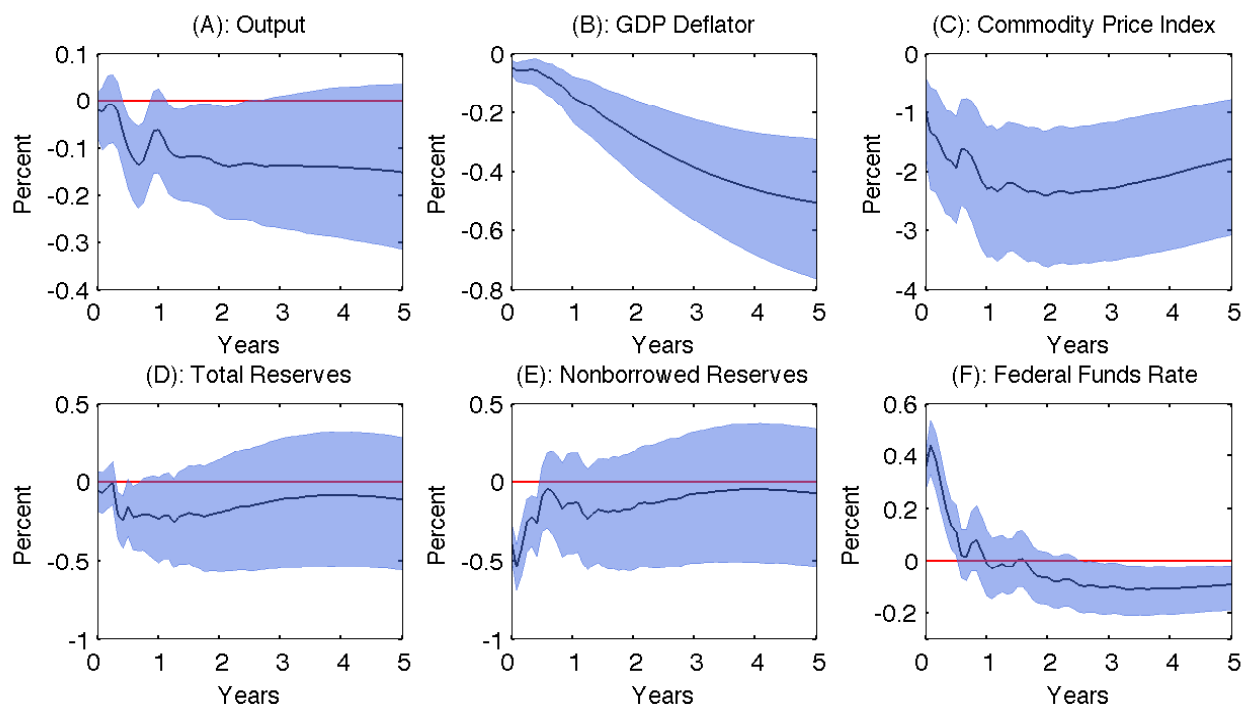 (A): Output
(B): GDP Deflator
(C): Commodity Price Index
0.1
0
-0.1
-0.2
-0.3
-0.4
Percent
0 1 2 3 4 5
Years
0
-0.2
-0.4
-0.6
-0.8
Percent
0 1 2 3 4 5
Years
0
-1
-2
-3
-4
Percent
0 1 2 3 4 5
Years
(D): Total Reserves
(E): Nonborrowed Reserves
(F): Federal Funds Rate
0.5
0
-0.5
-1
Percent
0 1 2 3 4 5
Years
0.5
0
-0.5
-1
Percent
0 1 2 3 4 5
Years
0.6
0.4
0.2
0
-0.2
Percent
0 1 2 3 4 5
Years